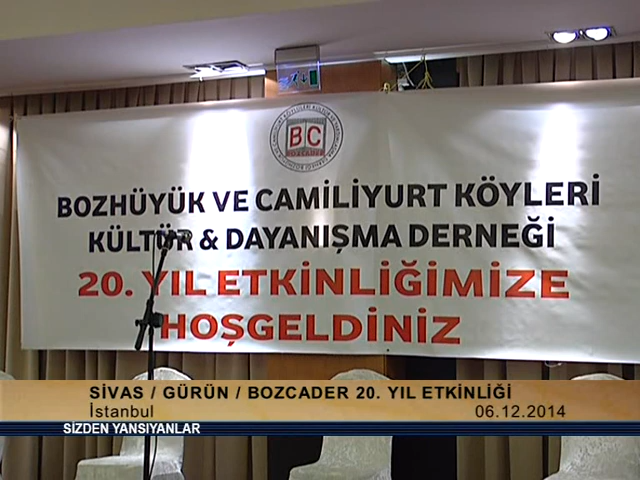 BC
BOZCADER
BOZHÜYÜK VE CAMİLİYURT KÖYLERİ
KÜLTÜR & DAYANIŞMA DERNEĞİ
20. YIL ETKİNLİĞİMİZE
HOŞGELDİNİZ
SİVAS / GÜRÜN / BOZCADER 20. YIL ETKİNLİĞİ
İstanbul 06.12.2014
SİZDEN YANSIYANLAR